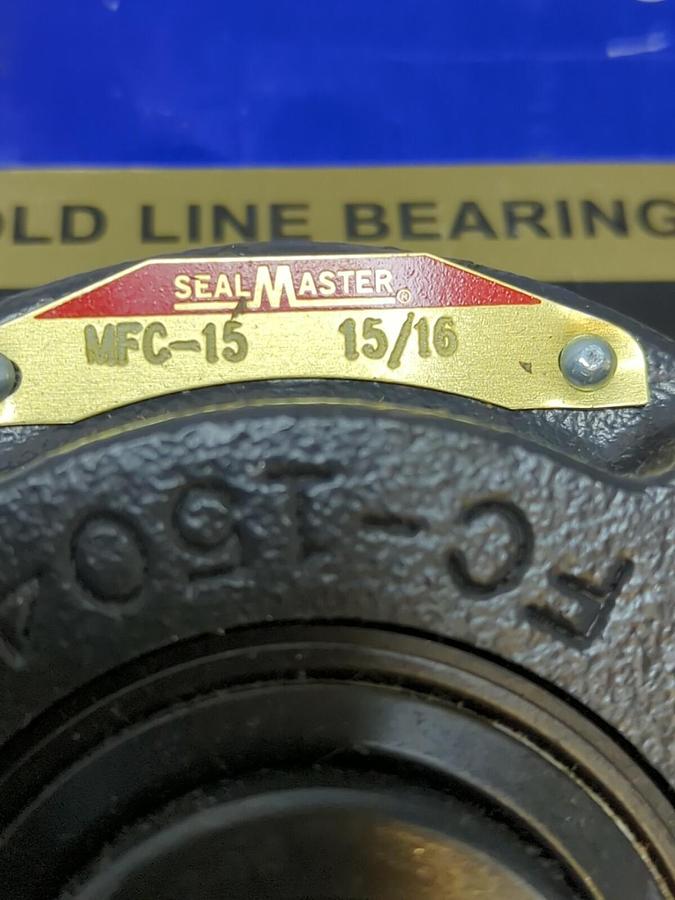 OLD LINE BEARING
SEALMASTER®
MFC-15 15/16
FC-150